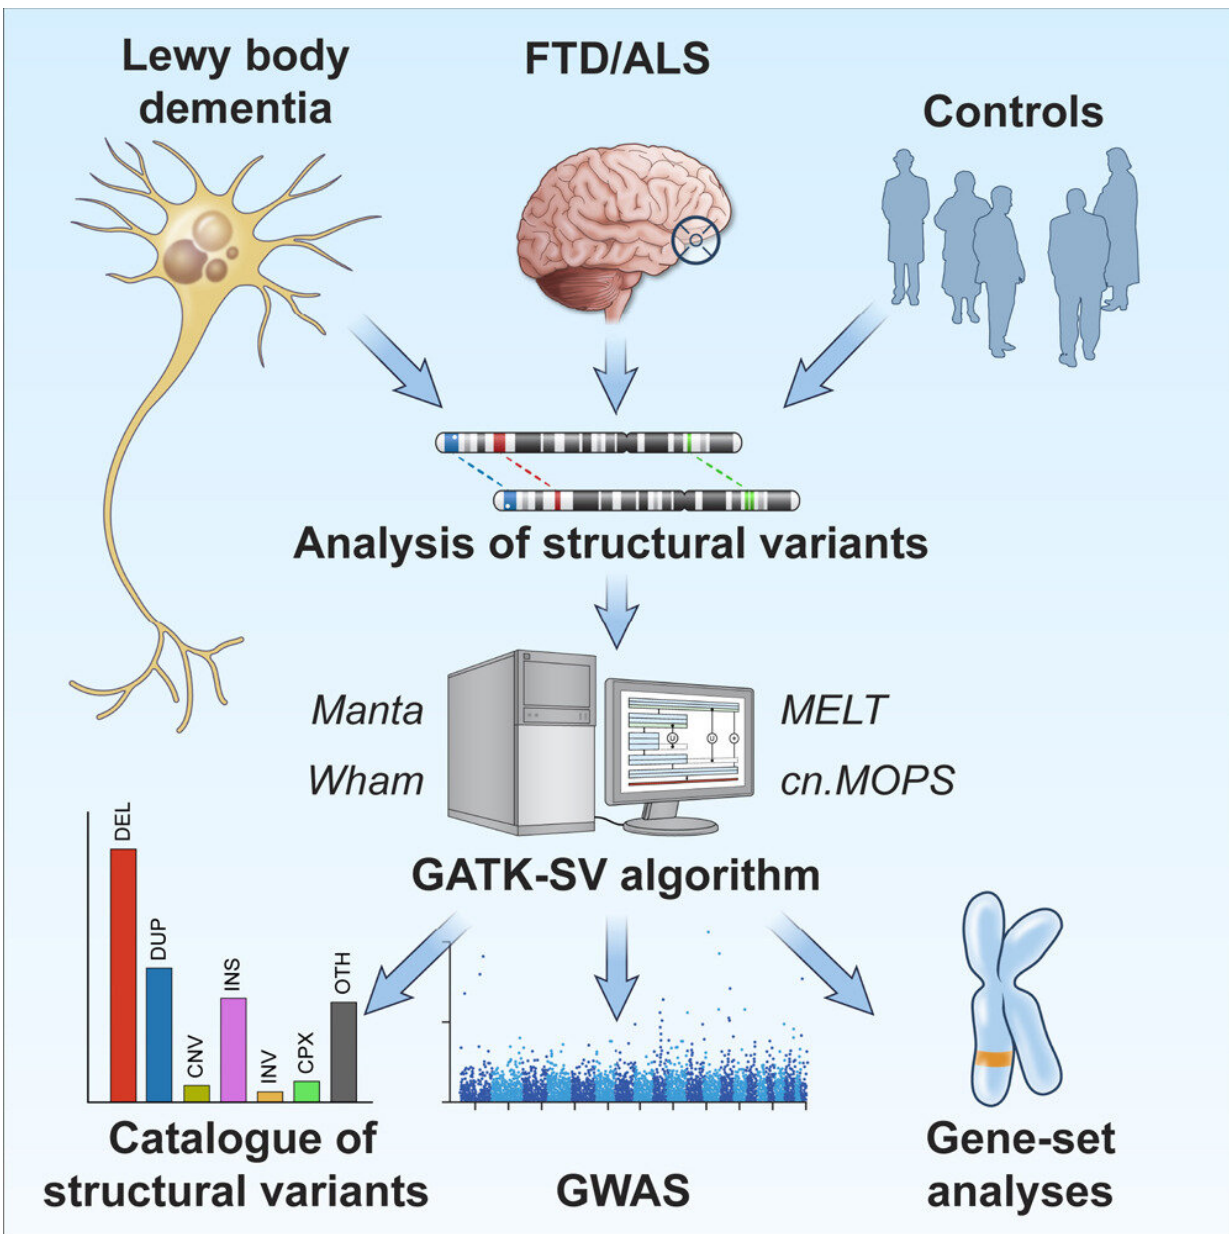 Lewy body
dementia
FTD/ALS
Controls
Analysis of structural variants
Manta
MELT
Wham
cn.MOPS
GATK-SV algorithm
DEL
DUP
CNV
INS
INV
CPX
OTH
Catalogue of
structural variants
GWAS
Gene-set
analyses